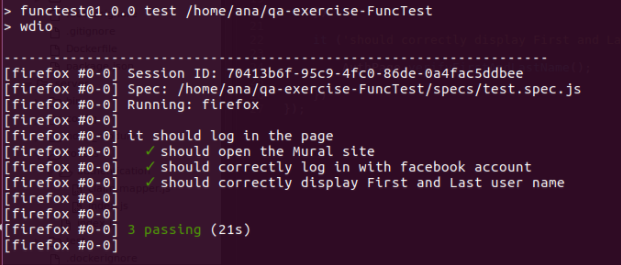 > functest@1.0.0 test /home/ana/qa-exercise-FuncTest
> wdio
------------------------------------------------------------------
[firefox #0-0] Session ID: 70413b6f-95c9-4fc0-86de-0a4fac5ddbee
[firefox #0-0] Spec: /home/ana/qa-exercise-FuncTest/specs/test.spec.js
[firefox #0-0] Running: firefox
[firefox #0-0]
[firefox #0-0] it should log in the page
[firefox #0-0] ✓ should open the Mural site
[firefox #0-0] ✓ should correctly log in with facebook account
[firefox #0-0] ✓ should correctly display First and Last user name
[firefox #0-0]
[firefox #0-0]
[firefox #0-0] 3 passing (21s)
[firefox #0-0]